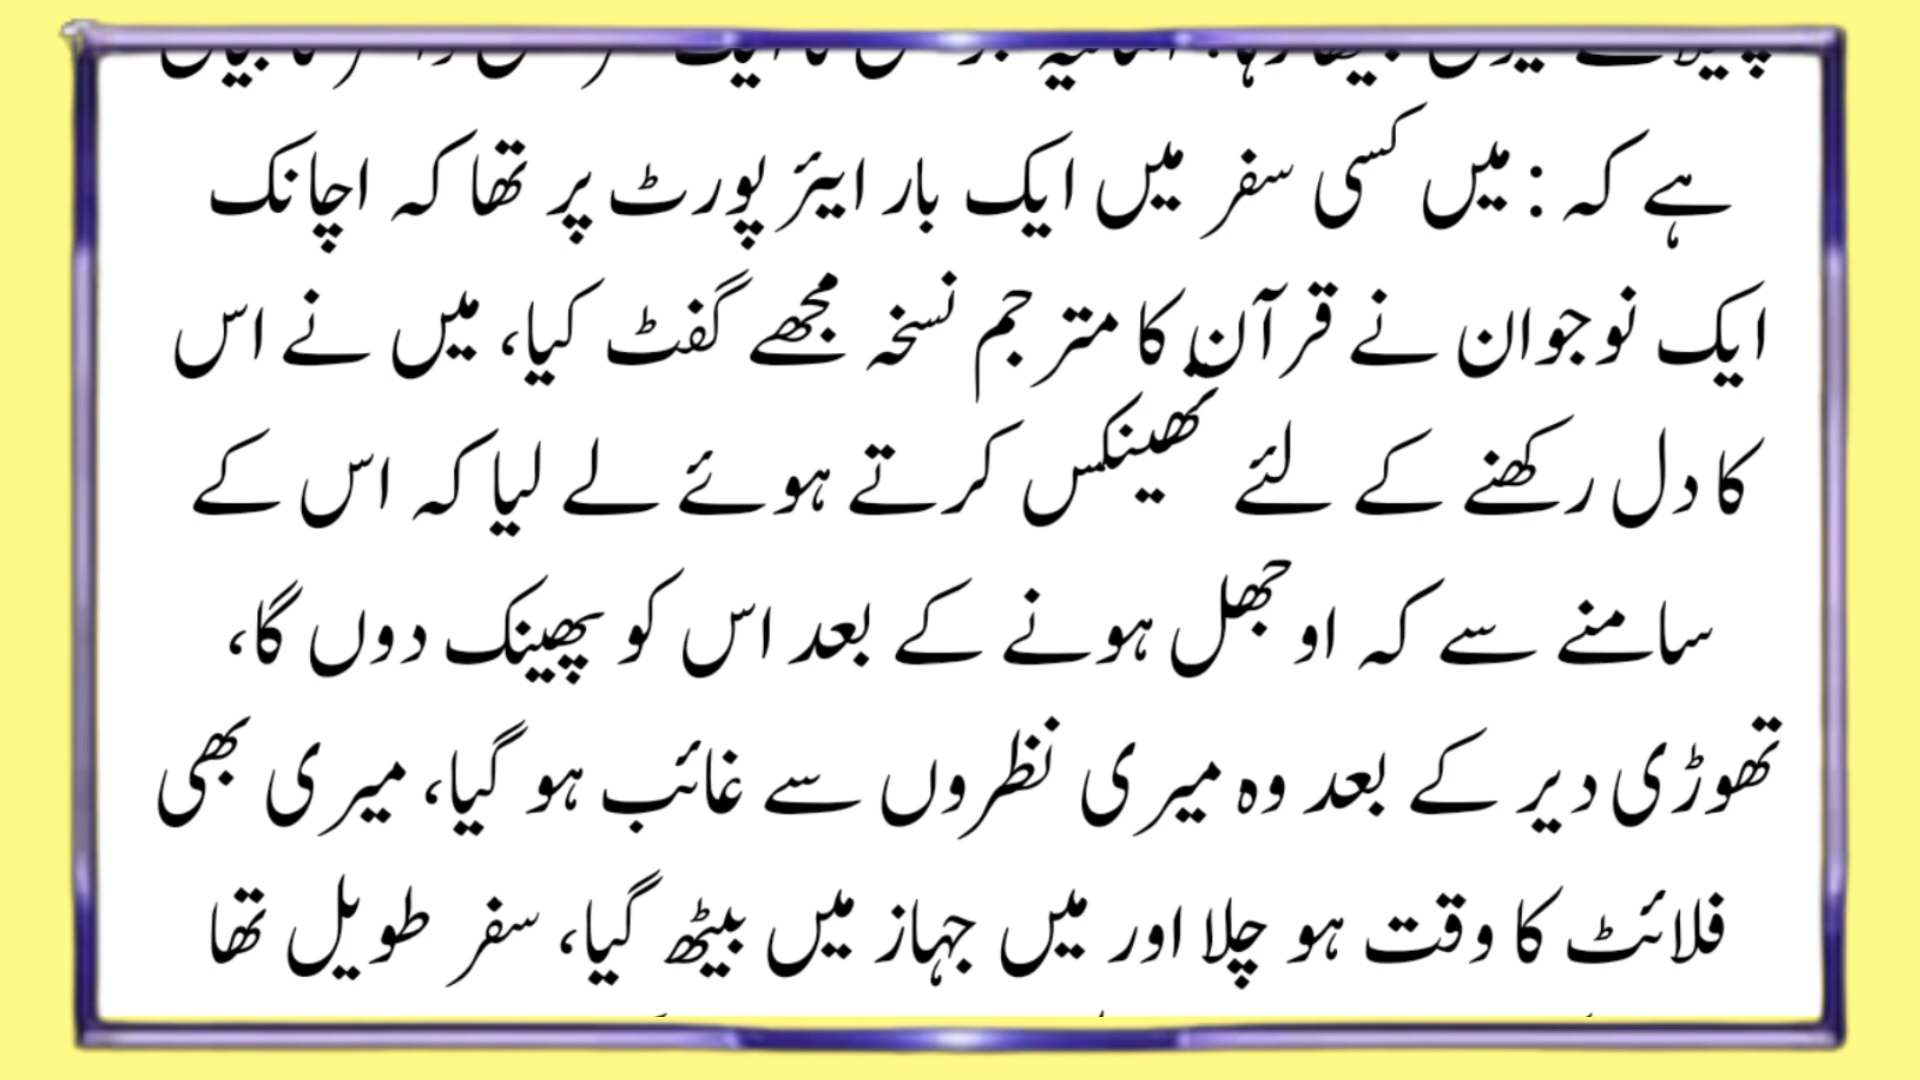 ہے کہ : میں کسی سفر میں ایک بار ایئر پورٹ پر تھا کہ اچانک
ایک نوجوان نے قرآن کا مترجم نسخہ مجھے گفٹ کیا، میں نے اس
کا دل رکھنے کے لئے تھینکس کرتے ہوئے لے لیا کہ اس کے
سامنے سے کہ اوجھل ہونے کے بعد اس کو پھینک دوں گا،
تھوڑی دیر کے بعد وہ میری نظروں سے غائب ہو گیا، میری بھی
فلائٹ کا وقت ہو چلا اور میں جہاز میں بیٹھ گیا، سفر طویل تھا